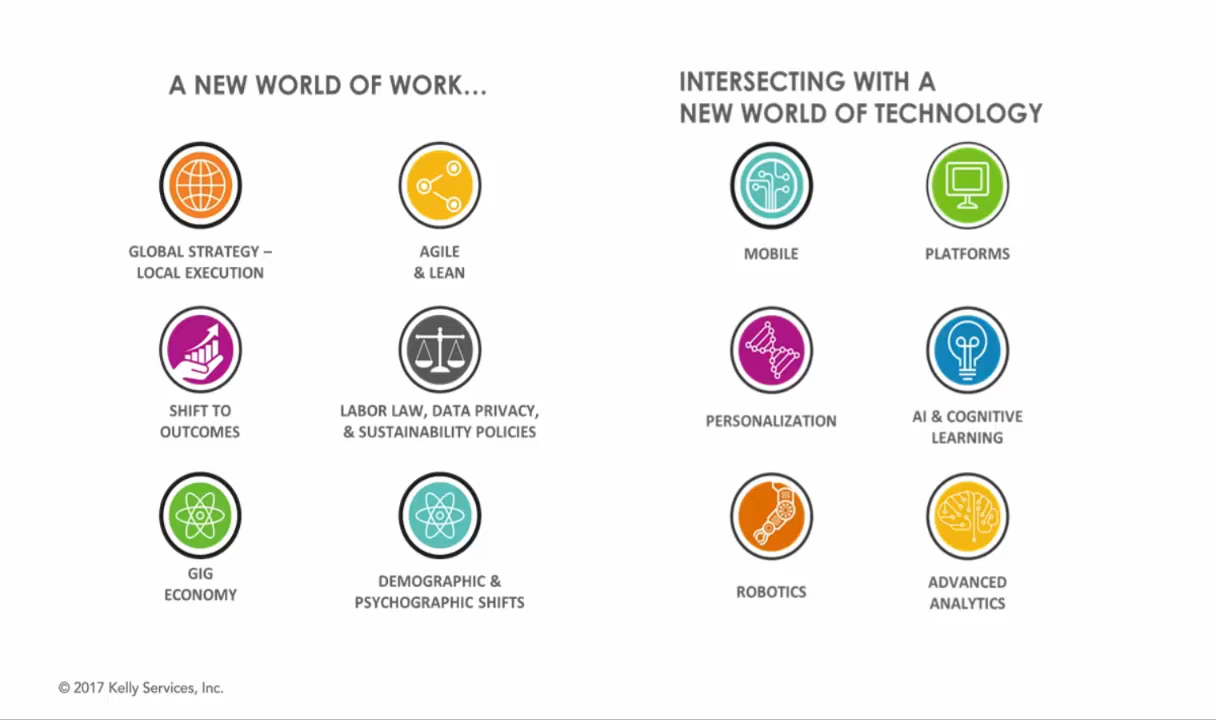 A NEW WORLD OF WORK...
GLOBAL STRATEGY –
LOCAL EXECUTION
AGILE
& LEAN
SHIFT TO
OUTCOMES
LABOR LAW, DATA PRIVACY,
& SUSTAINABILITY POLICIES
GIG
ECONOMY
DEMOGRAPHIC &
PSYCHOGRAPHIC SHIFTS
INTERSECTING WITH A
NEW WORLD OF TECHNOLOGY
MOBILE
PLATFORMS
PERSONALIZATION
AI & COGNITIVE
LEARNING
ROBOTICS
ADVANCED
ANALYTICS
© 2017 Kelly Services, Inc.